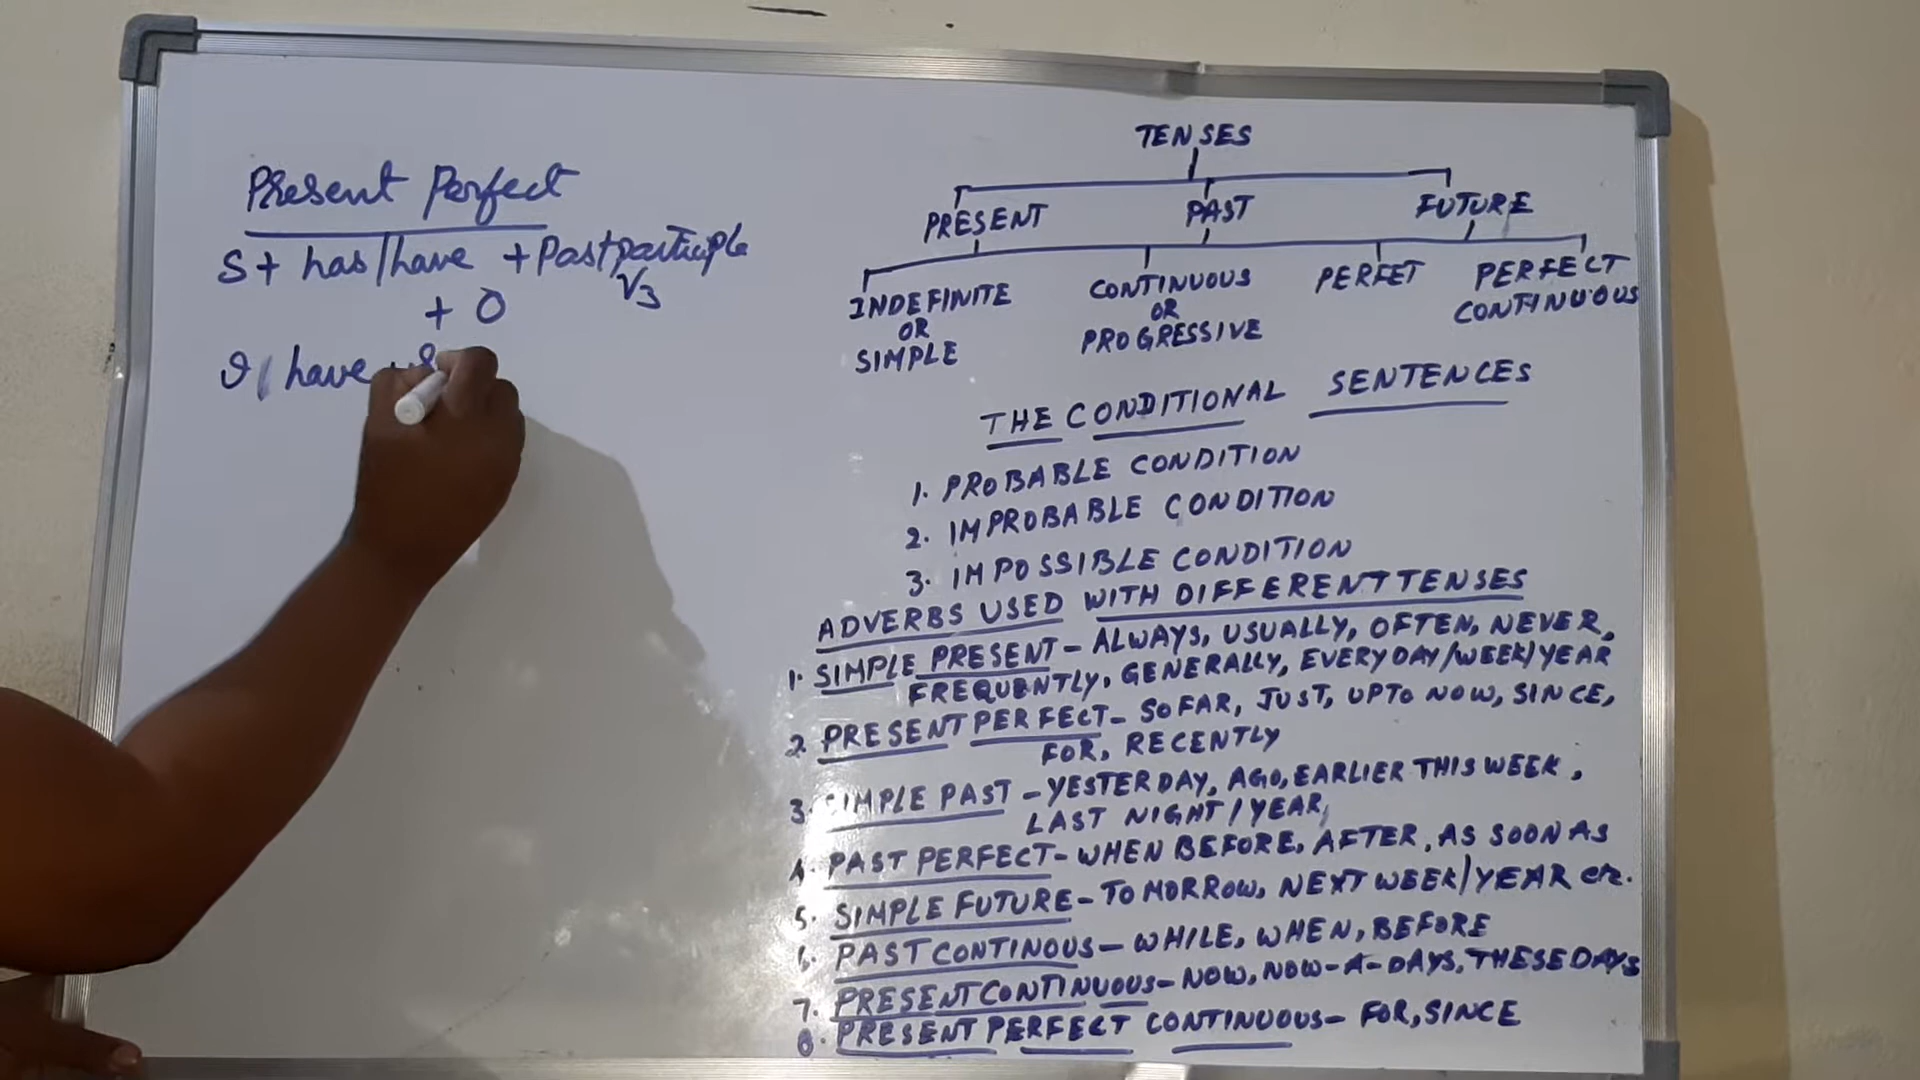 Present Perfect
S + has/have + Past participle
V3
+ O
I have
TENSES
PRESENT PAST FUTURE
INDEFINITE OR SIMPLE
CONTINUOUS OR PROGRESSIVE
PERFET
PERFECT CONTINUOUS
THE CONDITIONAL SENTENCES
1. PROBABLE CONDITION
2. IMPROBABLE CONDITION
3. IMPOSSIBLE CONDITION
ADVERBS USED WITH DIFFERENT TENSES
1. SIMPLE PRESENT - ALWAYS, USUALLY, OFTEN, NEVER,
FREQUENTLY, GENERALLY, EVERYDAY/WEEK/YEAR
2. PRESENT PERFECT - SO FAR, JUST, UPTO NOW, SINCE,
FOR, RECENTLY
3. SIMPLE PAST - YESTERDAY, AGO, EARLIER THIS WEEK,
LAST NIGHT/YEAR,
4. PAST PERFECT - WHEN BEFORE, AFTER, AS SOON AS
5. SIMPLE FUTURE - TOMORROW, NEXT WEEK/YEAR etc.
6. PAST CONTINOUS - WHILE, WHEN, BEFORE
7. PRESENT CONTINUOUS - NOW, NOW-A-DAYS, THESE DAYS
8. PRESENT PERFECT CONTINUOUS - FOR, SINCE